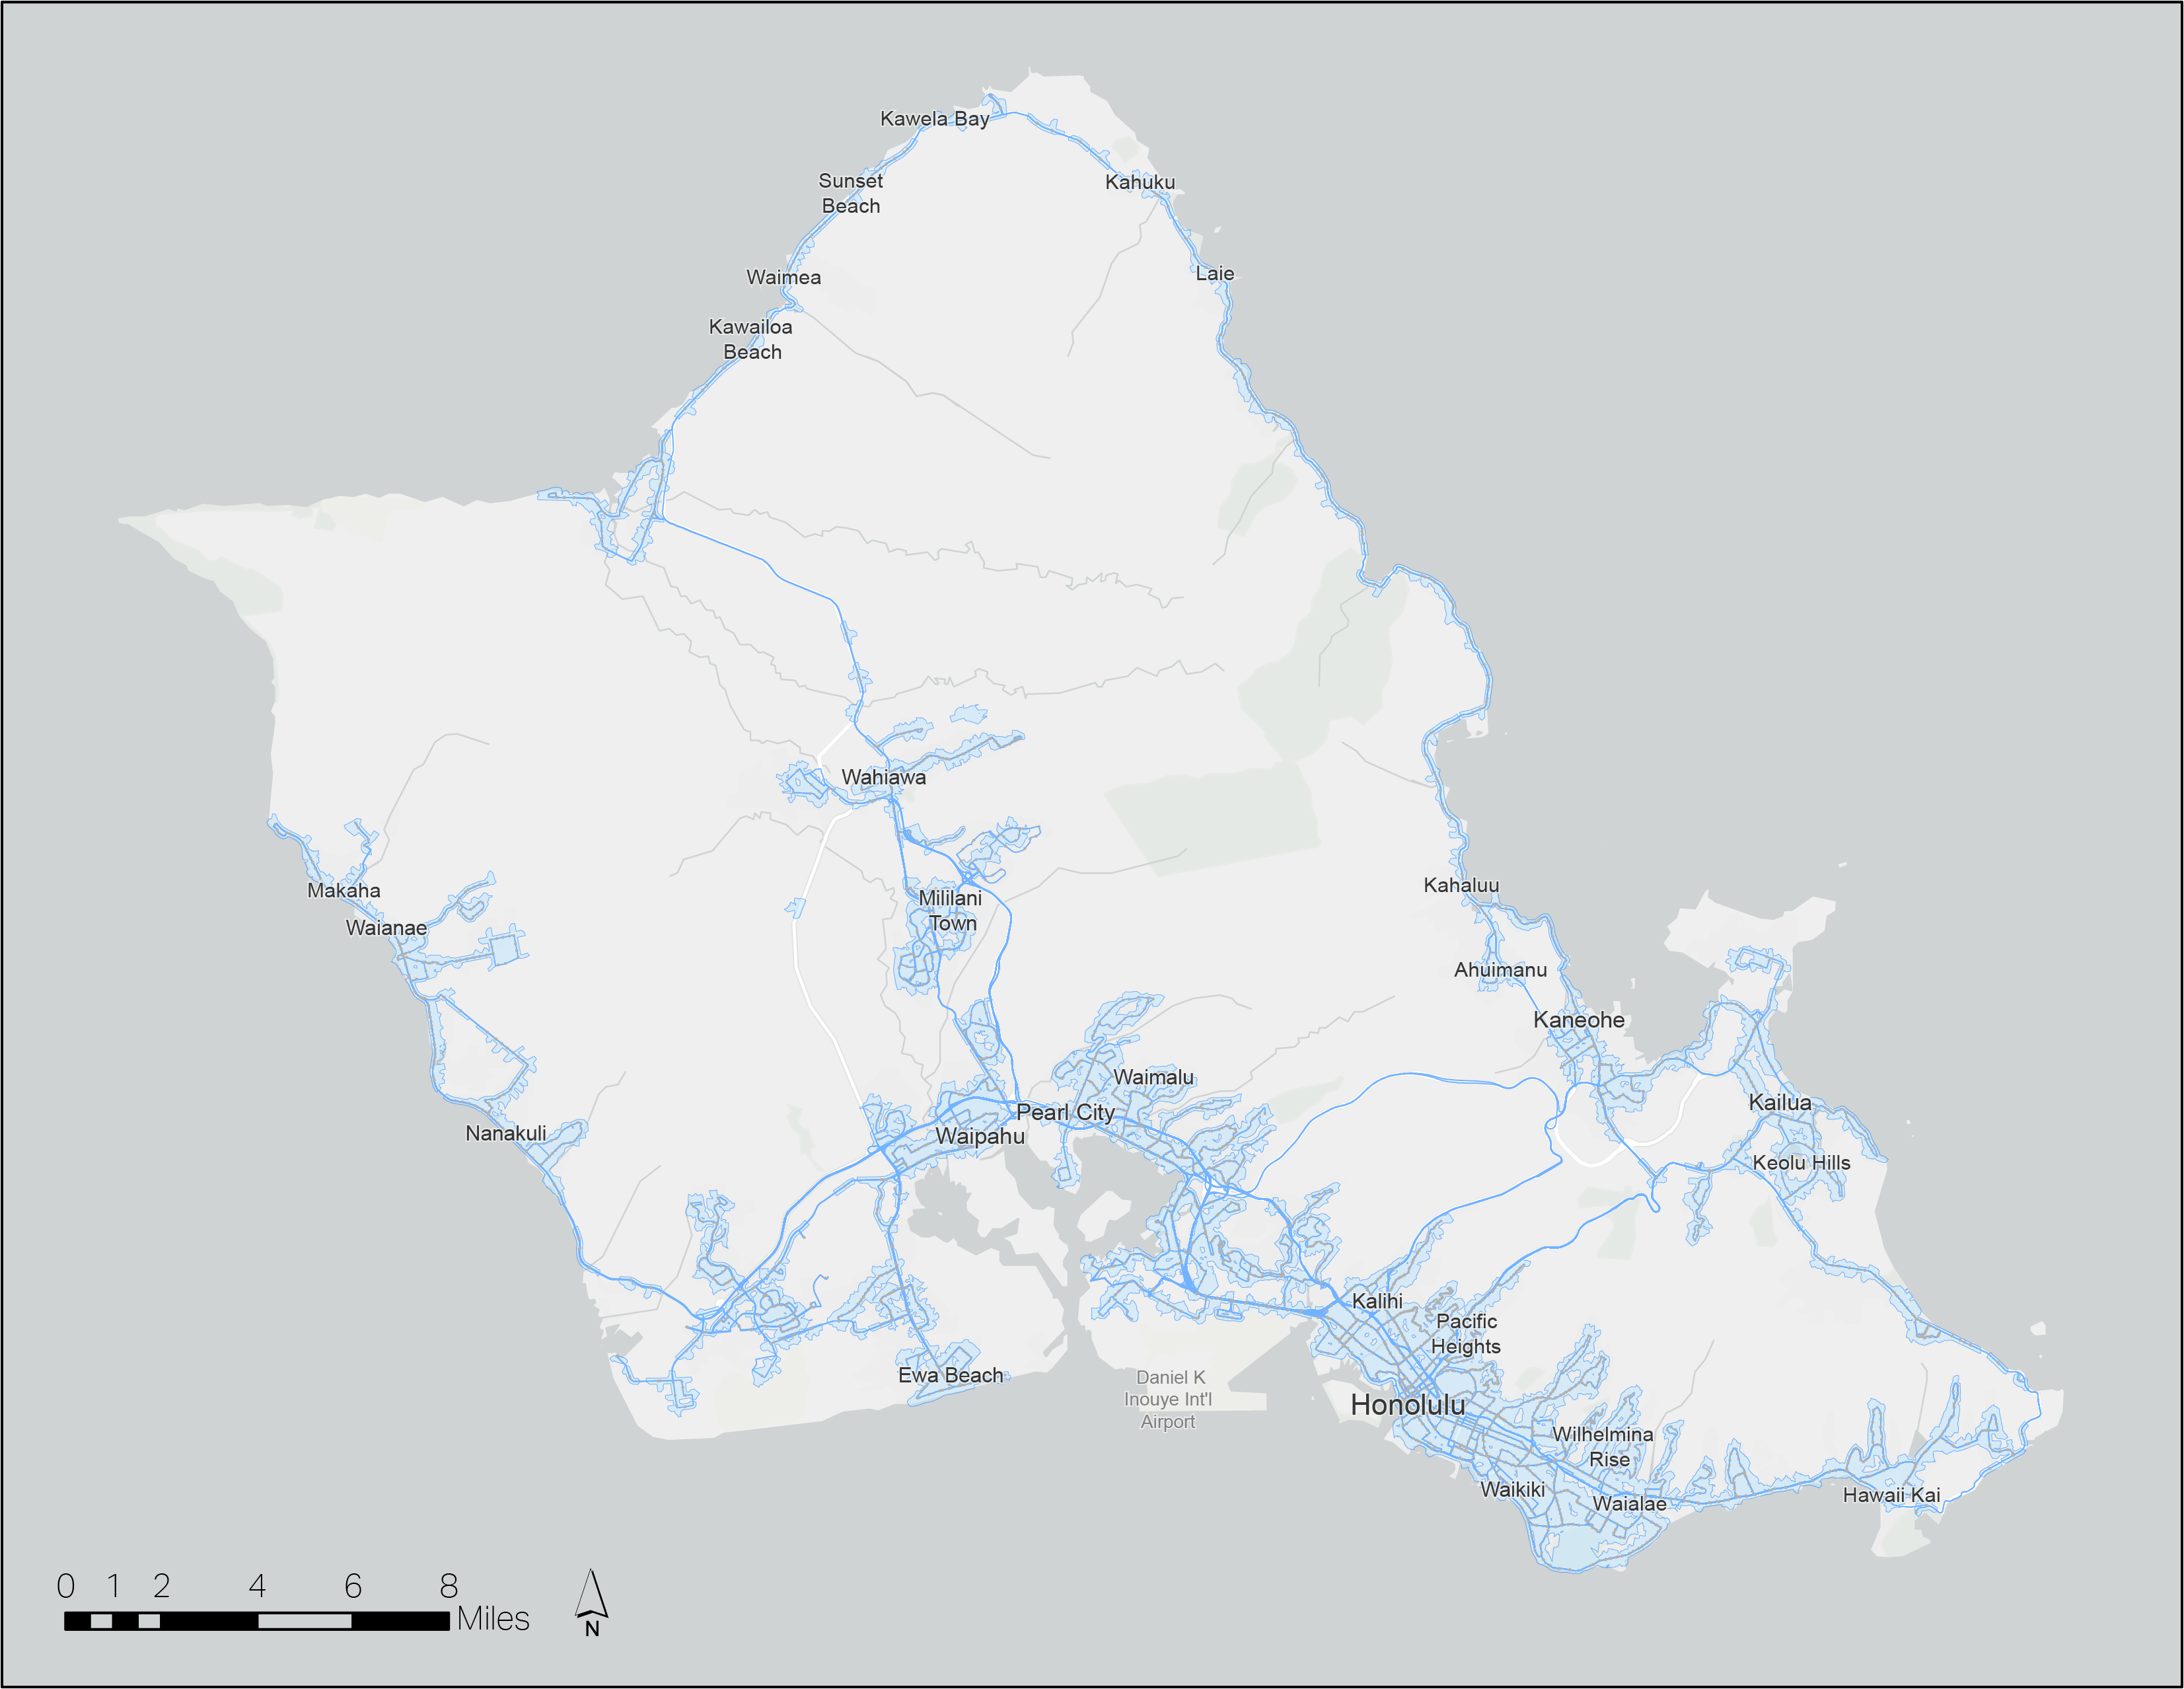 Kawela Bay
Sunset
Beach
Kahuku
Waimea
Laie
Kawailoa
Beach
Wahiawa
Makaha
Mililani
Town
Waianae
Kahaluu
Ahuimanu
Kaneohe
Waimalu
Pearl City
Kailua
Nanakuli
Waipahu
Keolu Hills
Kalihi
Pacific
Heights
Ewa Beach
Daniel K
Inouye Int'l
Airport
Honolulu
Wilhelmina
Rise
Waikiki
Waialae
Hawaii Kai
0 1 2 4 6 8
Miles
N